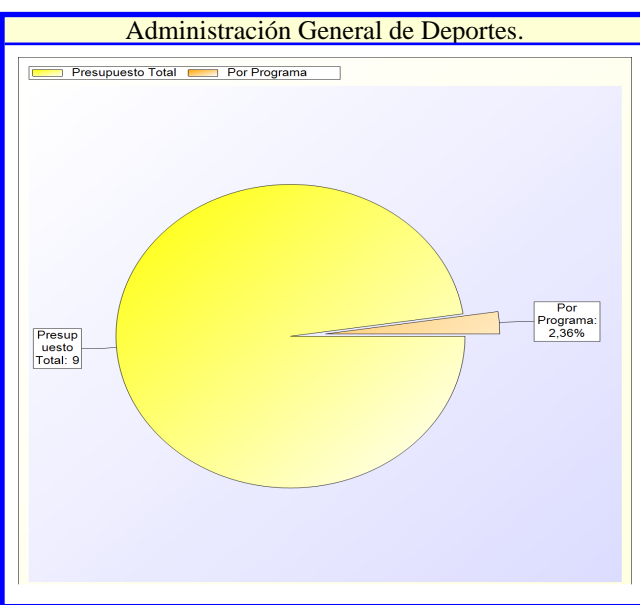 Administración General de Deportes.
Presupuesto Total Por Programa
Presup
uesto
Total: 9
Por
Programa:
2,36%